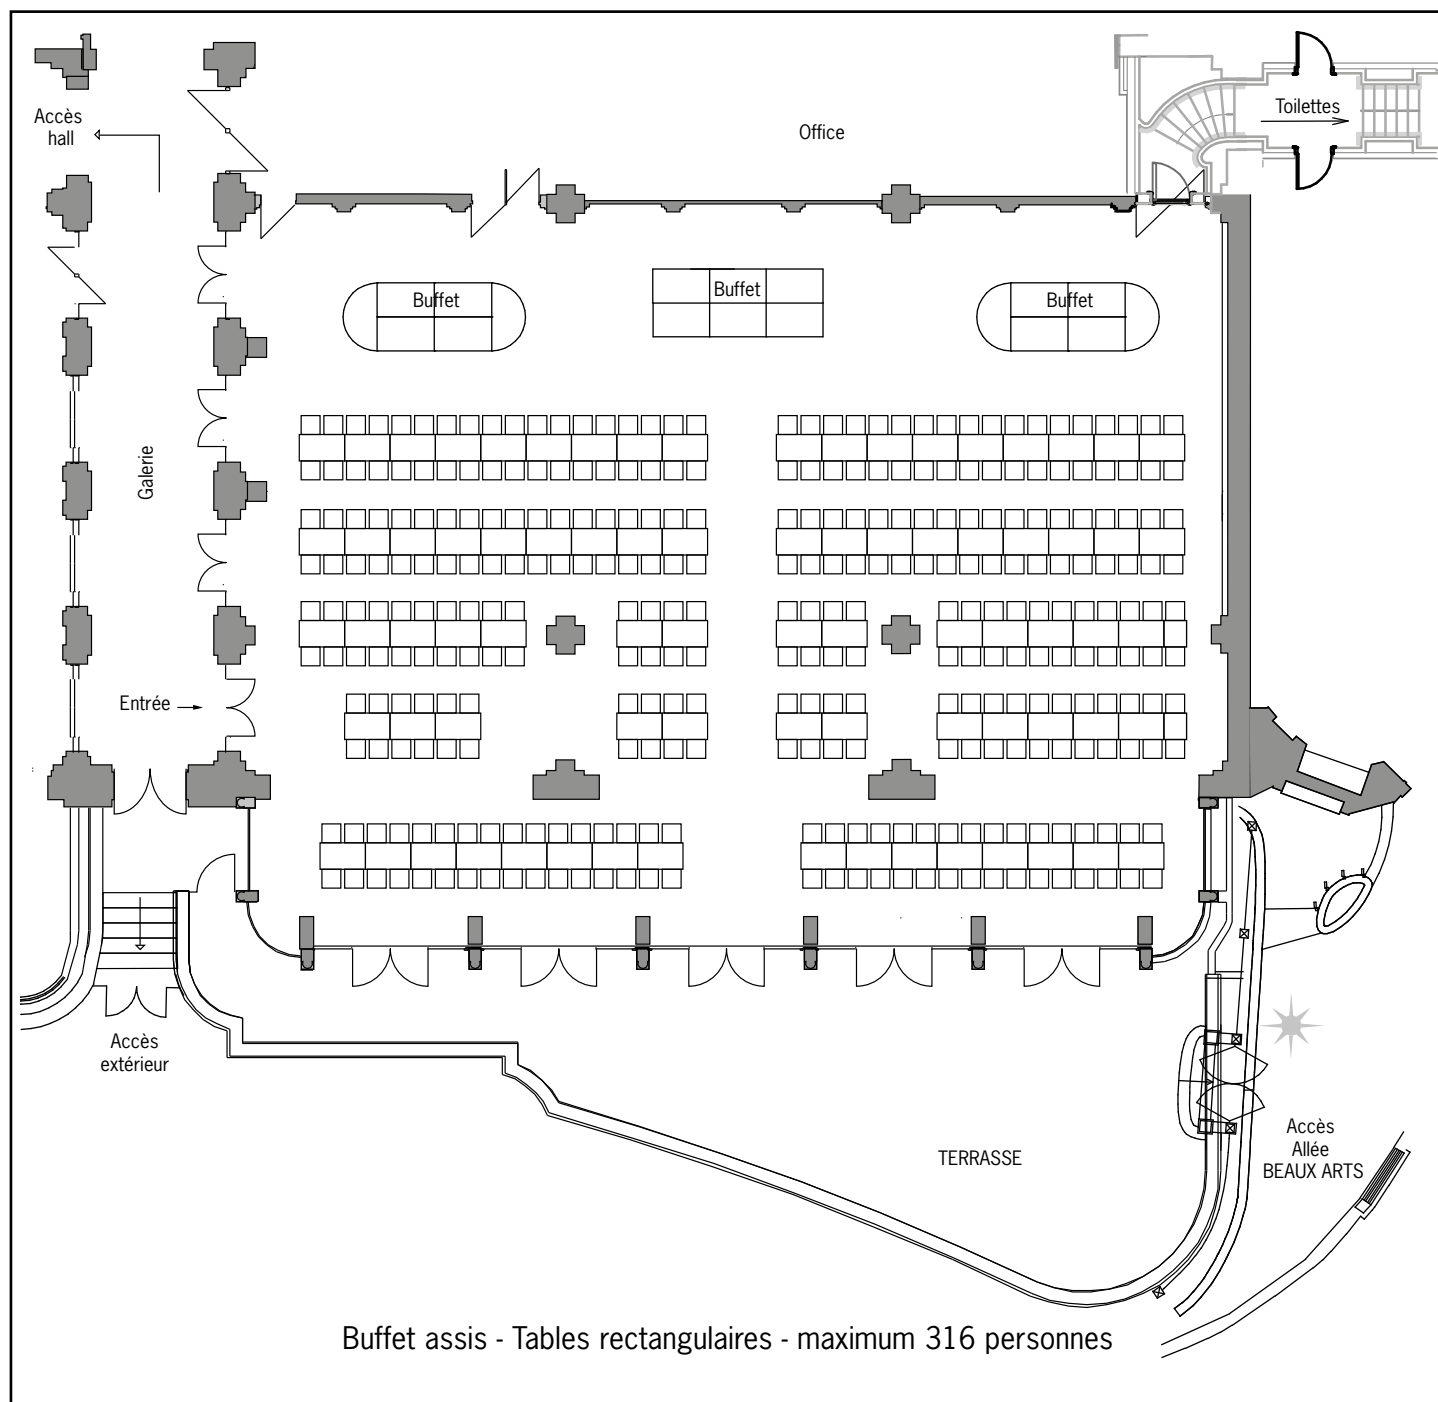 Accès
hall
Office
Toilettes
Buffet
Buffet
Buffet
Galerie
Entrée
Accès
extérieur
TERRASSE
Accès
Allée
BEAUX ARTS
Buffet assis - Tables rectangulaires - maximum 316 personnes